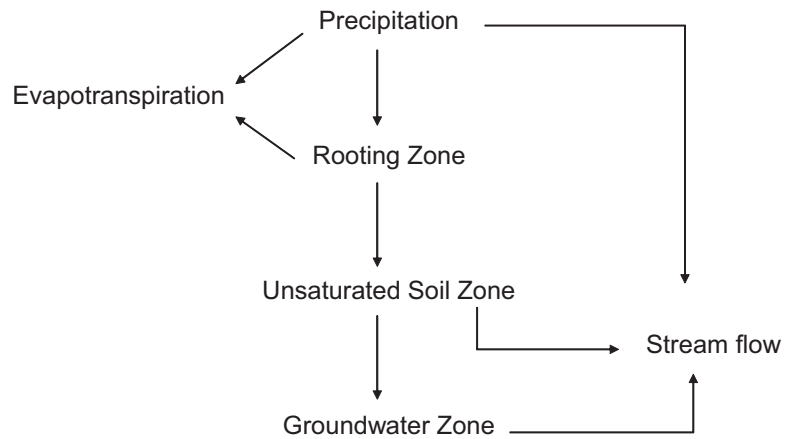 Precipitation
Evapotranspiration
Rooting Zone
Unsaturated Soil Zone
Stream flow
Groundwater Zone